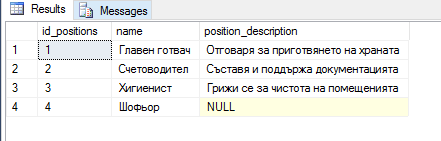 Results Messages
id_positions name position_description
1 1 Главен готвач Отговаря за приготвянето на храната
2 2 Счетоводител Съставя и поддържа документацията
3 3 Хигиенист Грижи се за чистота на помещенията
4 4 Шофьор NULL